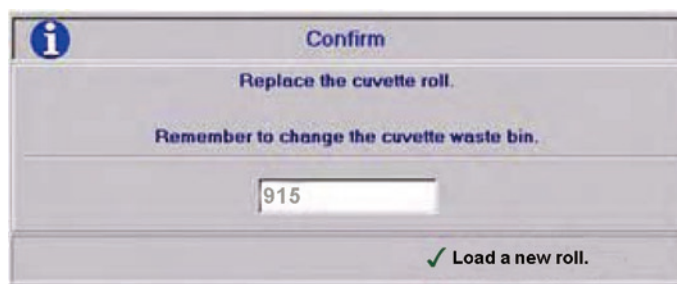 Confirm
Replace the cuvette roll.
Remember to change the cuvette waste bin.
915
✓ Load a new roll.